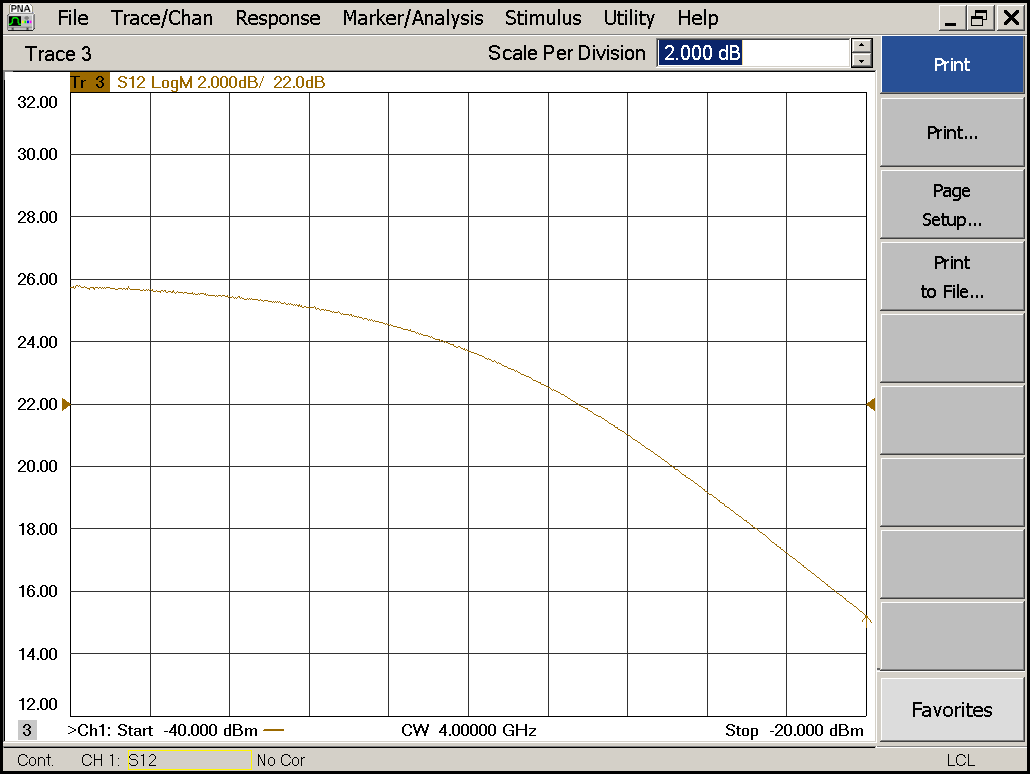 PNA
File Trace/Chan Response Marker/Analysis Stimulus Utility Help
Trace 3 Scale Per Division 2.000 dB
Tr 3 S12 LogM 2.000dB/ 22.0dB
32.00
30.00
28.00
26.00
24.00
22.00
20.00
18.00
16.00
14.00
12.00
3 >Ch1: Start -40.000 dBm CW 4.00000 GHz Stop -20.000 dBm
Print
Print...
Page
Setup...
Print
to File...
Favorites
Cont. CH 1: S12 No Cor LCL